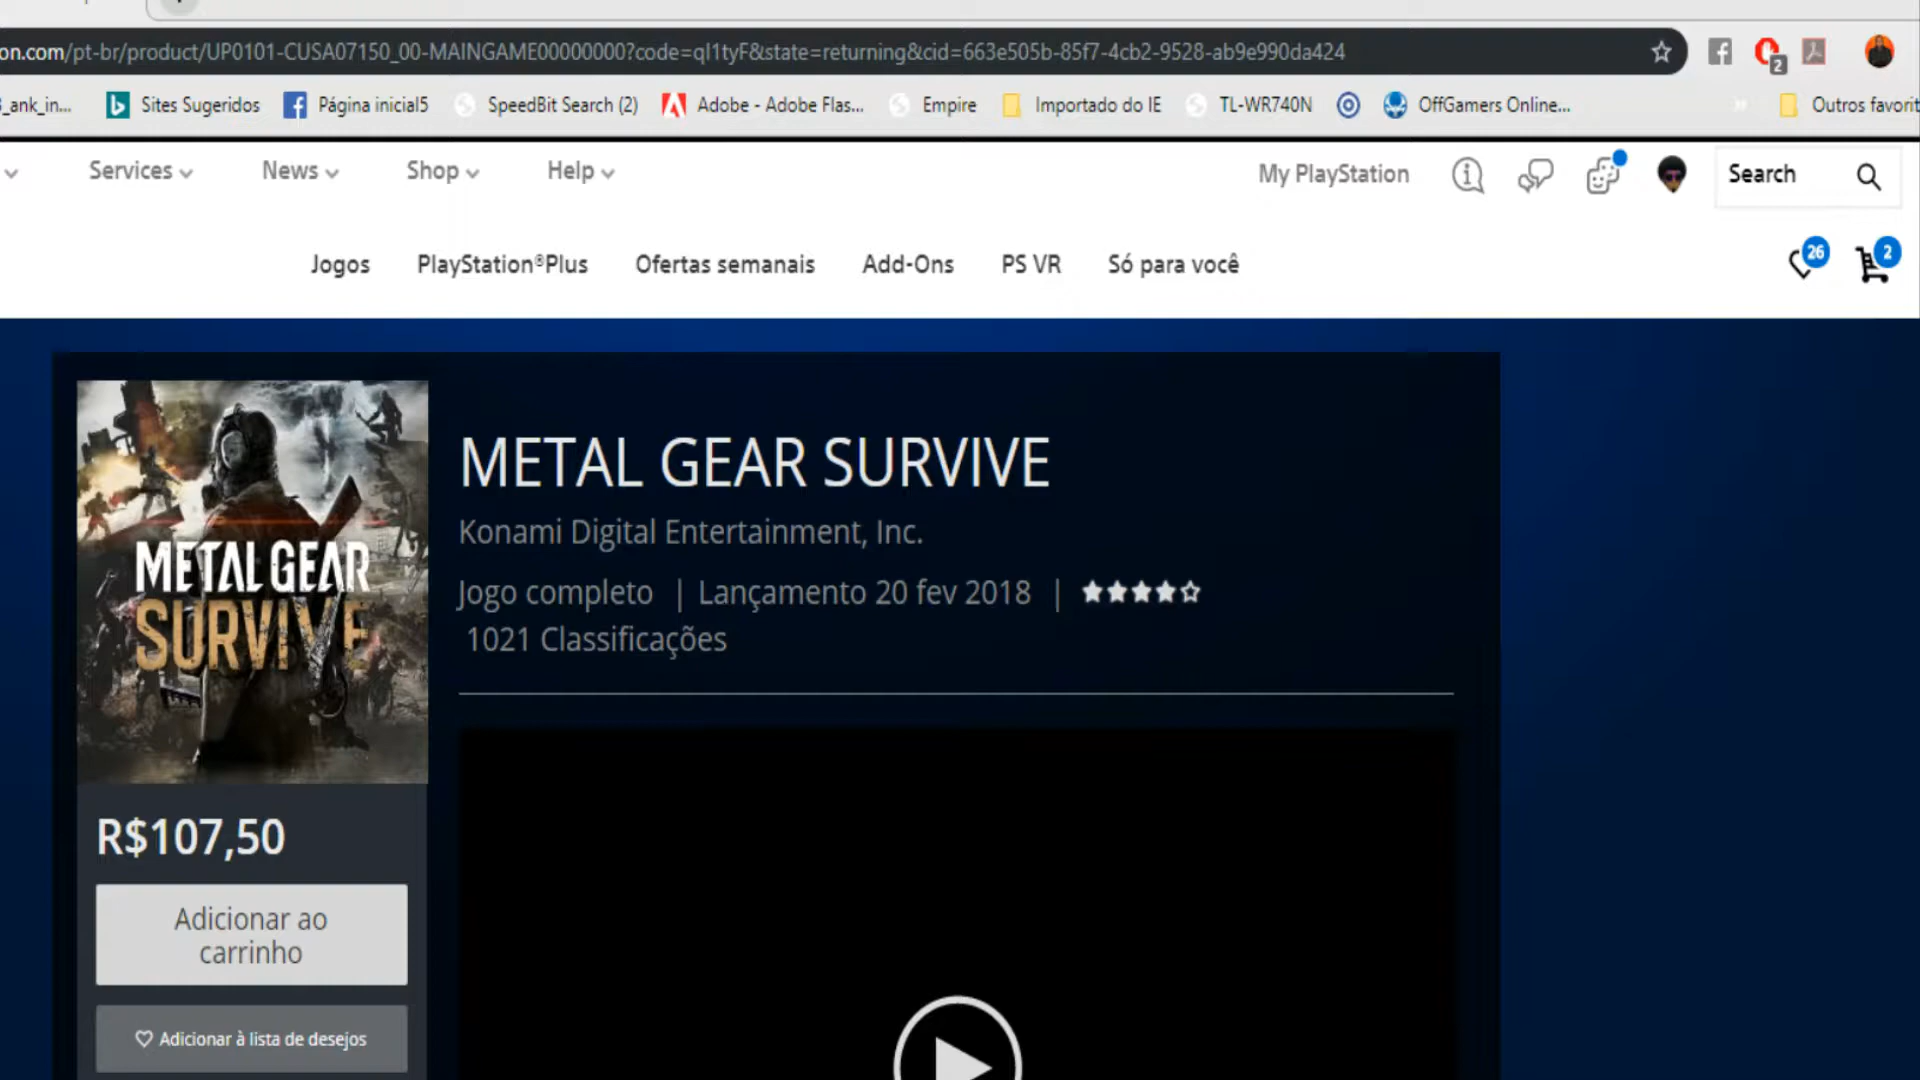 on.com/pt-br/product/UP0101-CUSA07150_00-MAINGAME00000000?code=ql1tyF&state=returning&cid=663e505b-85f7-4cb2-9528-ab9e990da424
2
_ank_in... Sites Sugeridos Página inicial5 SpeedBit Search (2) Adobe - Adobe Flas... Empire Importado do IE TL-WR740N OffGamers Online... Outros favorit
Services News Shop Help My PlayStation Search
Jogos PlayStation®Plus Ofertas semanais Add-Ons PS VR Só para você 26 2
METAL GEAR SURVIVE
Konami Digital Entertainment, Inc.
Jogo completo | Lançamento 20 fev 2018 |
1021 Classificações
METAL GEAR
SURVIVE
R$107,50
Adicionar ao
carrinho
Adicionar à lista de desejos